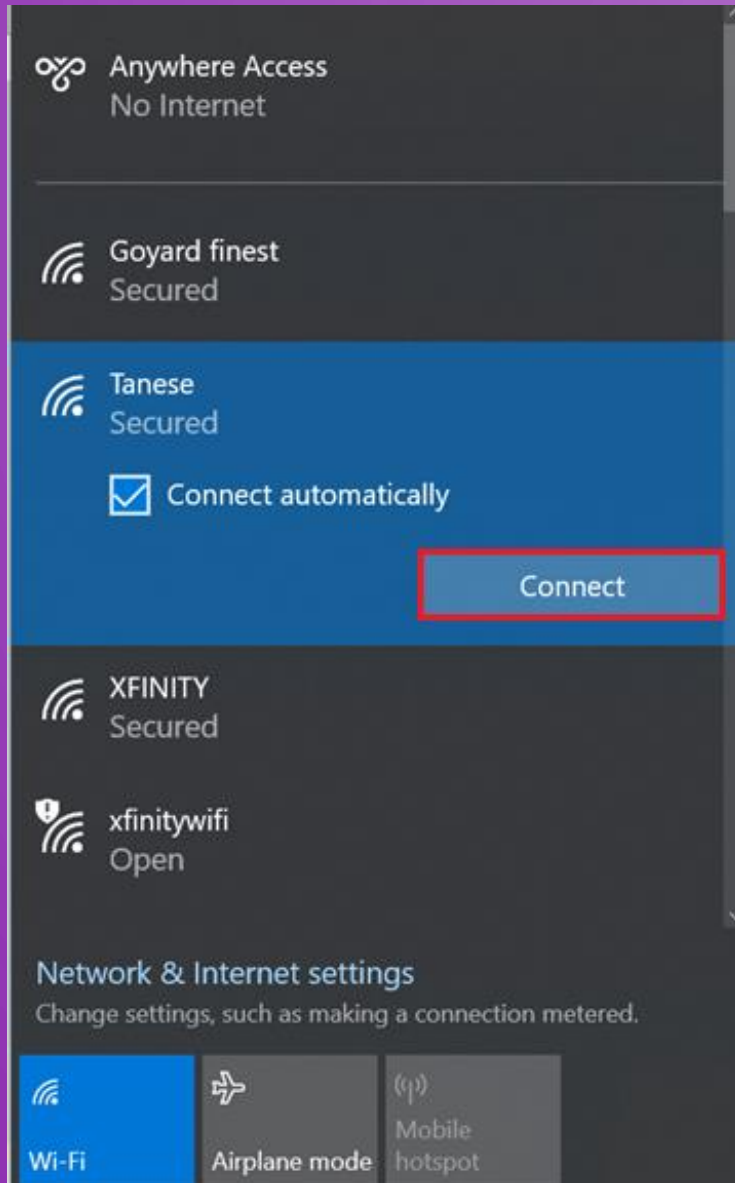 Anywhere Access
No Internet
Goyard finest
Secured
Tanese
Secured
Connect automatically
Connect
XFINITY
Secured
xfinitywifi
Open
Network & Internet settings
Change settings, such as making a connection metered.
Wi-Fi
Airplane mode
Mobile
hotspot